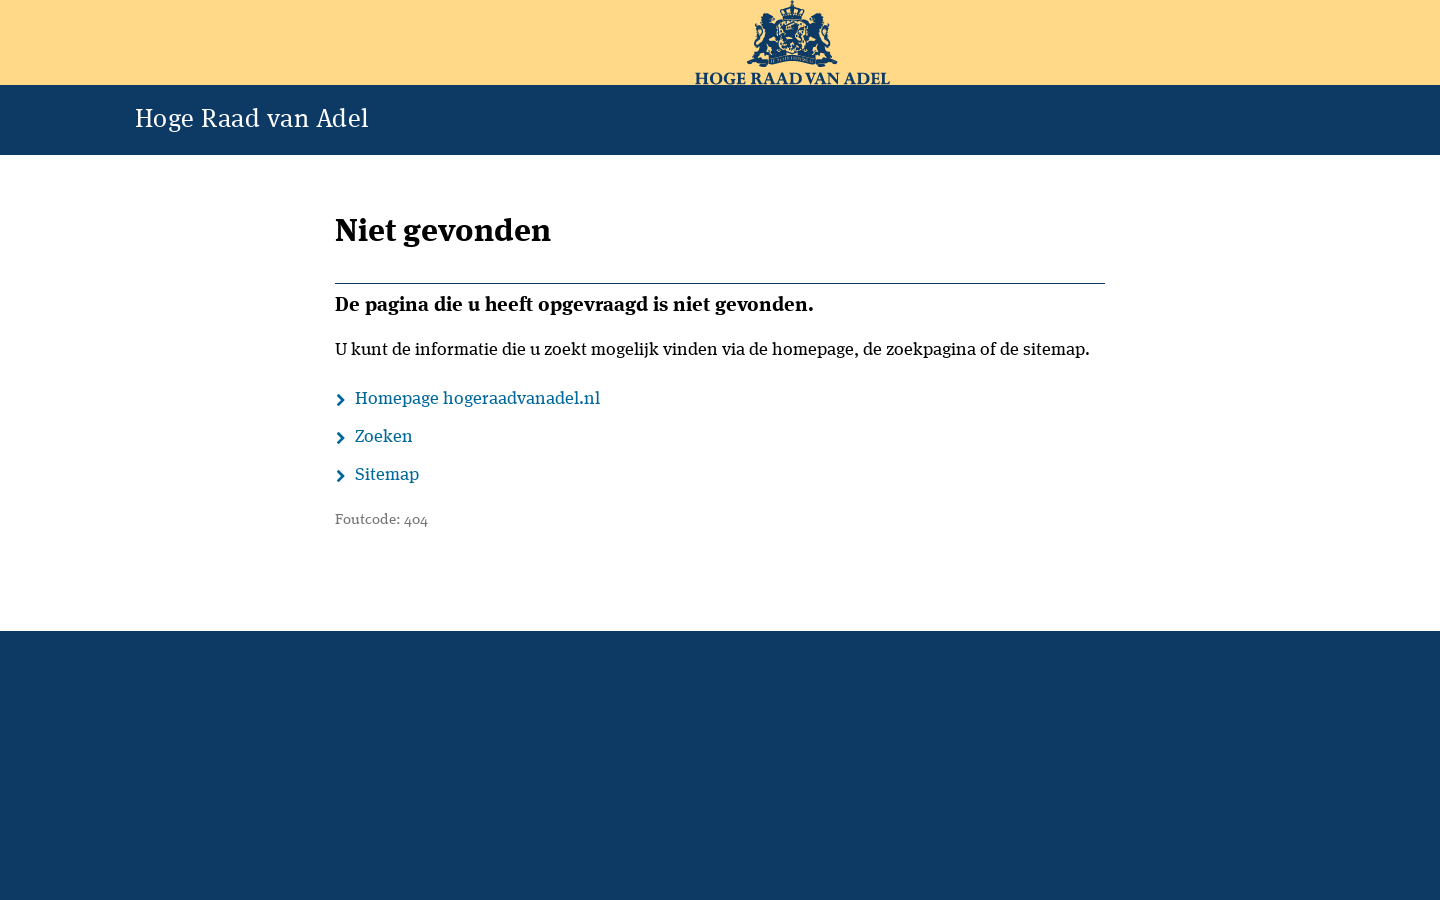 HOGE RAAD VAN ADEL
Hoge Raad van Adel
Niet gevonden
De pagina die u heeft opgevraagd is niet gevonden.
U kunt de informatie die u zoekt mogelijk vinden via de homepage, de zoekpagina of de sitemap.
Homepage hogeraadvanadel.nl
Zoeken
Sitemap
Foutcode: 404